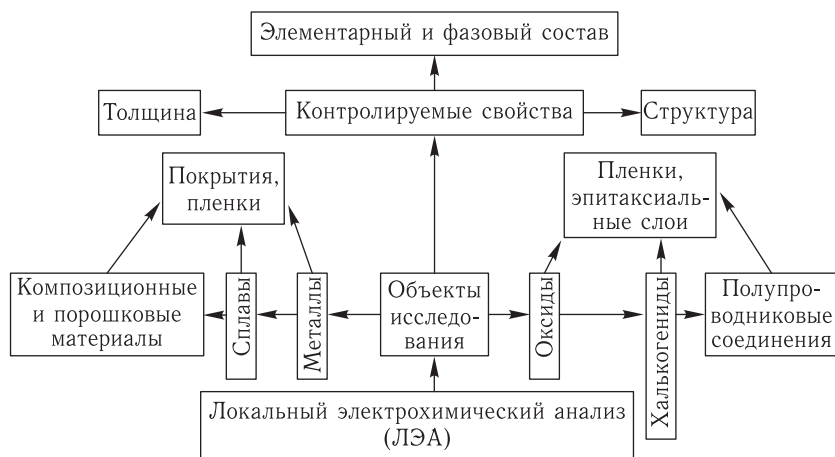 Элементарный и фазовый состав
Толщина
Контролируемые свойства
Структура
Покрытия,
пленки
Пленки,
эпитаксиаль-
ные слои
Композиционные
и порошковые
материалы
Сплавы
Металлы
Объекты
исследо-
вания
Оксиды
Халькогениды
Полупро-
водниковые
соединения
Локальный электрохимический анализ
(ЛЭА)